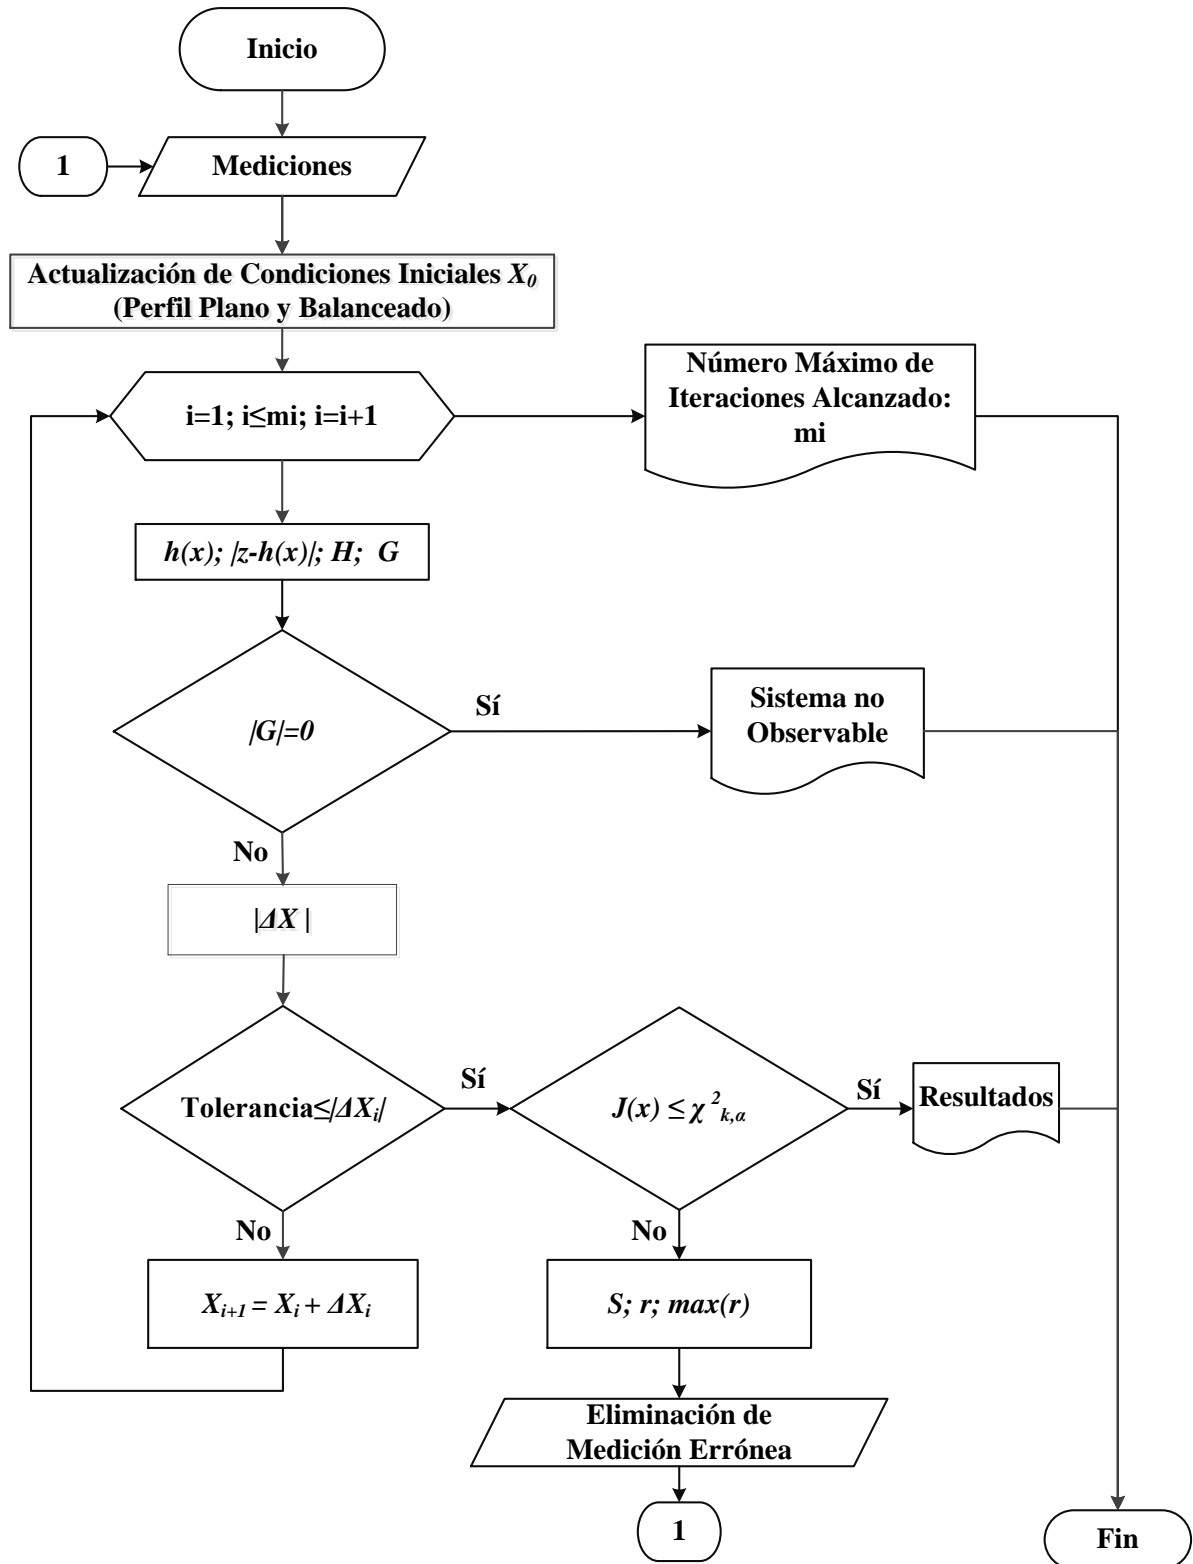 Inicio
1
Mediciones
Actualización de Condiciones Iniciales X0
(Perfil Plano y Balanceado)
i=1; i≤mi; i=i+1
Número Máximo de
Iteraciones Alcanzado:
mi
h(x); |z-h(x)|; H; G
|G|=0
Sí
Sistema no
Observable
No
|ΔX |
Tolerancia≤|ΔXi|
Sí
J(x) ≤ χ²k,α
Sí
Resultados
No
No
Xi+1 = Xi + ΔXi
S; r; max(r)
Eliminación de
Medición Errónea
1
Fin